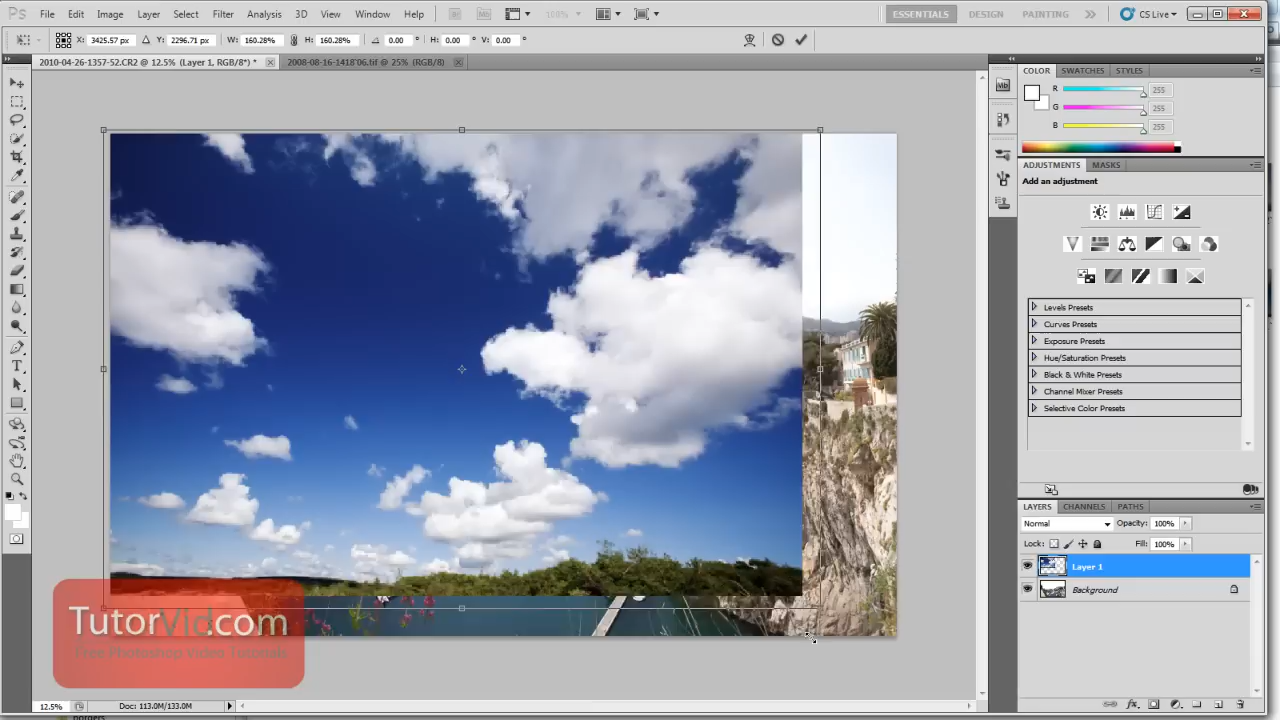 Ps File Edit Image Layer Select Filter Analysis 3D View Window Help Br Mb 100% ESSENTIALS DESIGN PAINTING CS Live
X: 3425.57 px Y: 2296.71 px W: 160.28% H: 160.28% 0.00 ° H: 0.00 ° V: 0.00 °
2010-04-26-1357-52.CR2 @ 12.5% (Layer 1, RGB/8*) * 2008-08-16-1418'06.tif @ 25% (RGB/8)
COLOR SWATCHES STYLES
R 255
G 255
B 255
ADJUSTMENTS MASKS
Add an adjustment
Levels Presets
Curves Presets
Exposure Presets
Hue/Saturation Presets
Black & White Presets
Channel Mixer Presets
Selective Color Presets
LAYERS CHANNELS PATHS
Normal Opacity: 100%
Lock: Fill: 100%
Layer 1
Background
TutorVid.com
Free Photoshop Video Tutorials
12.5% Doc: 113.0M/133.0M
borders